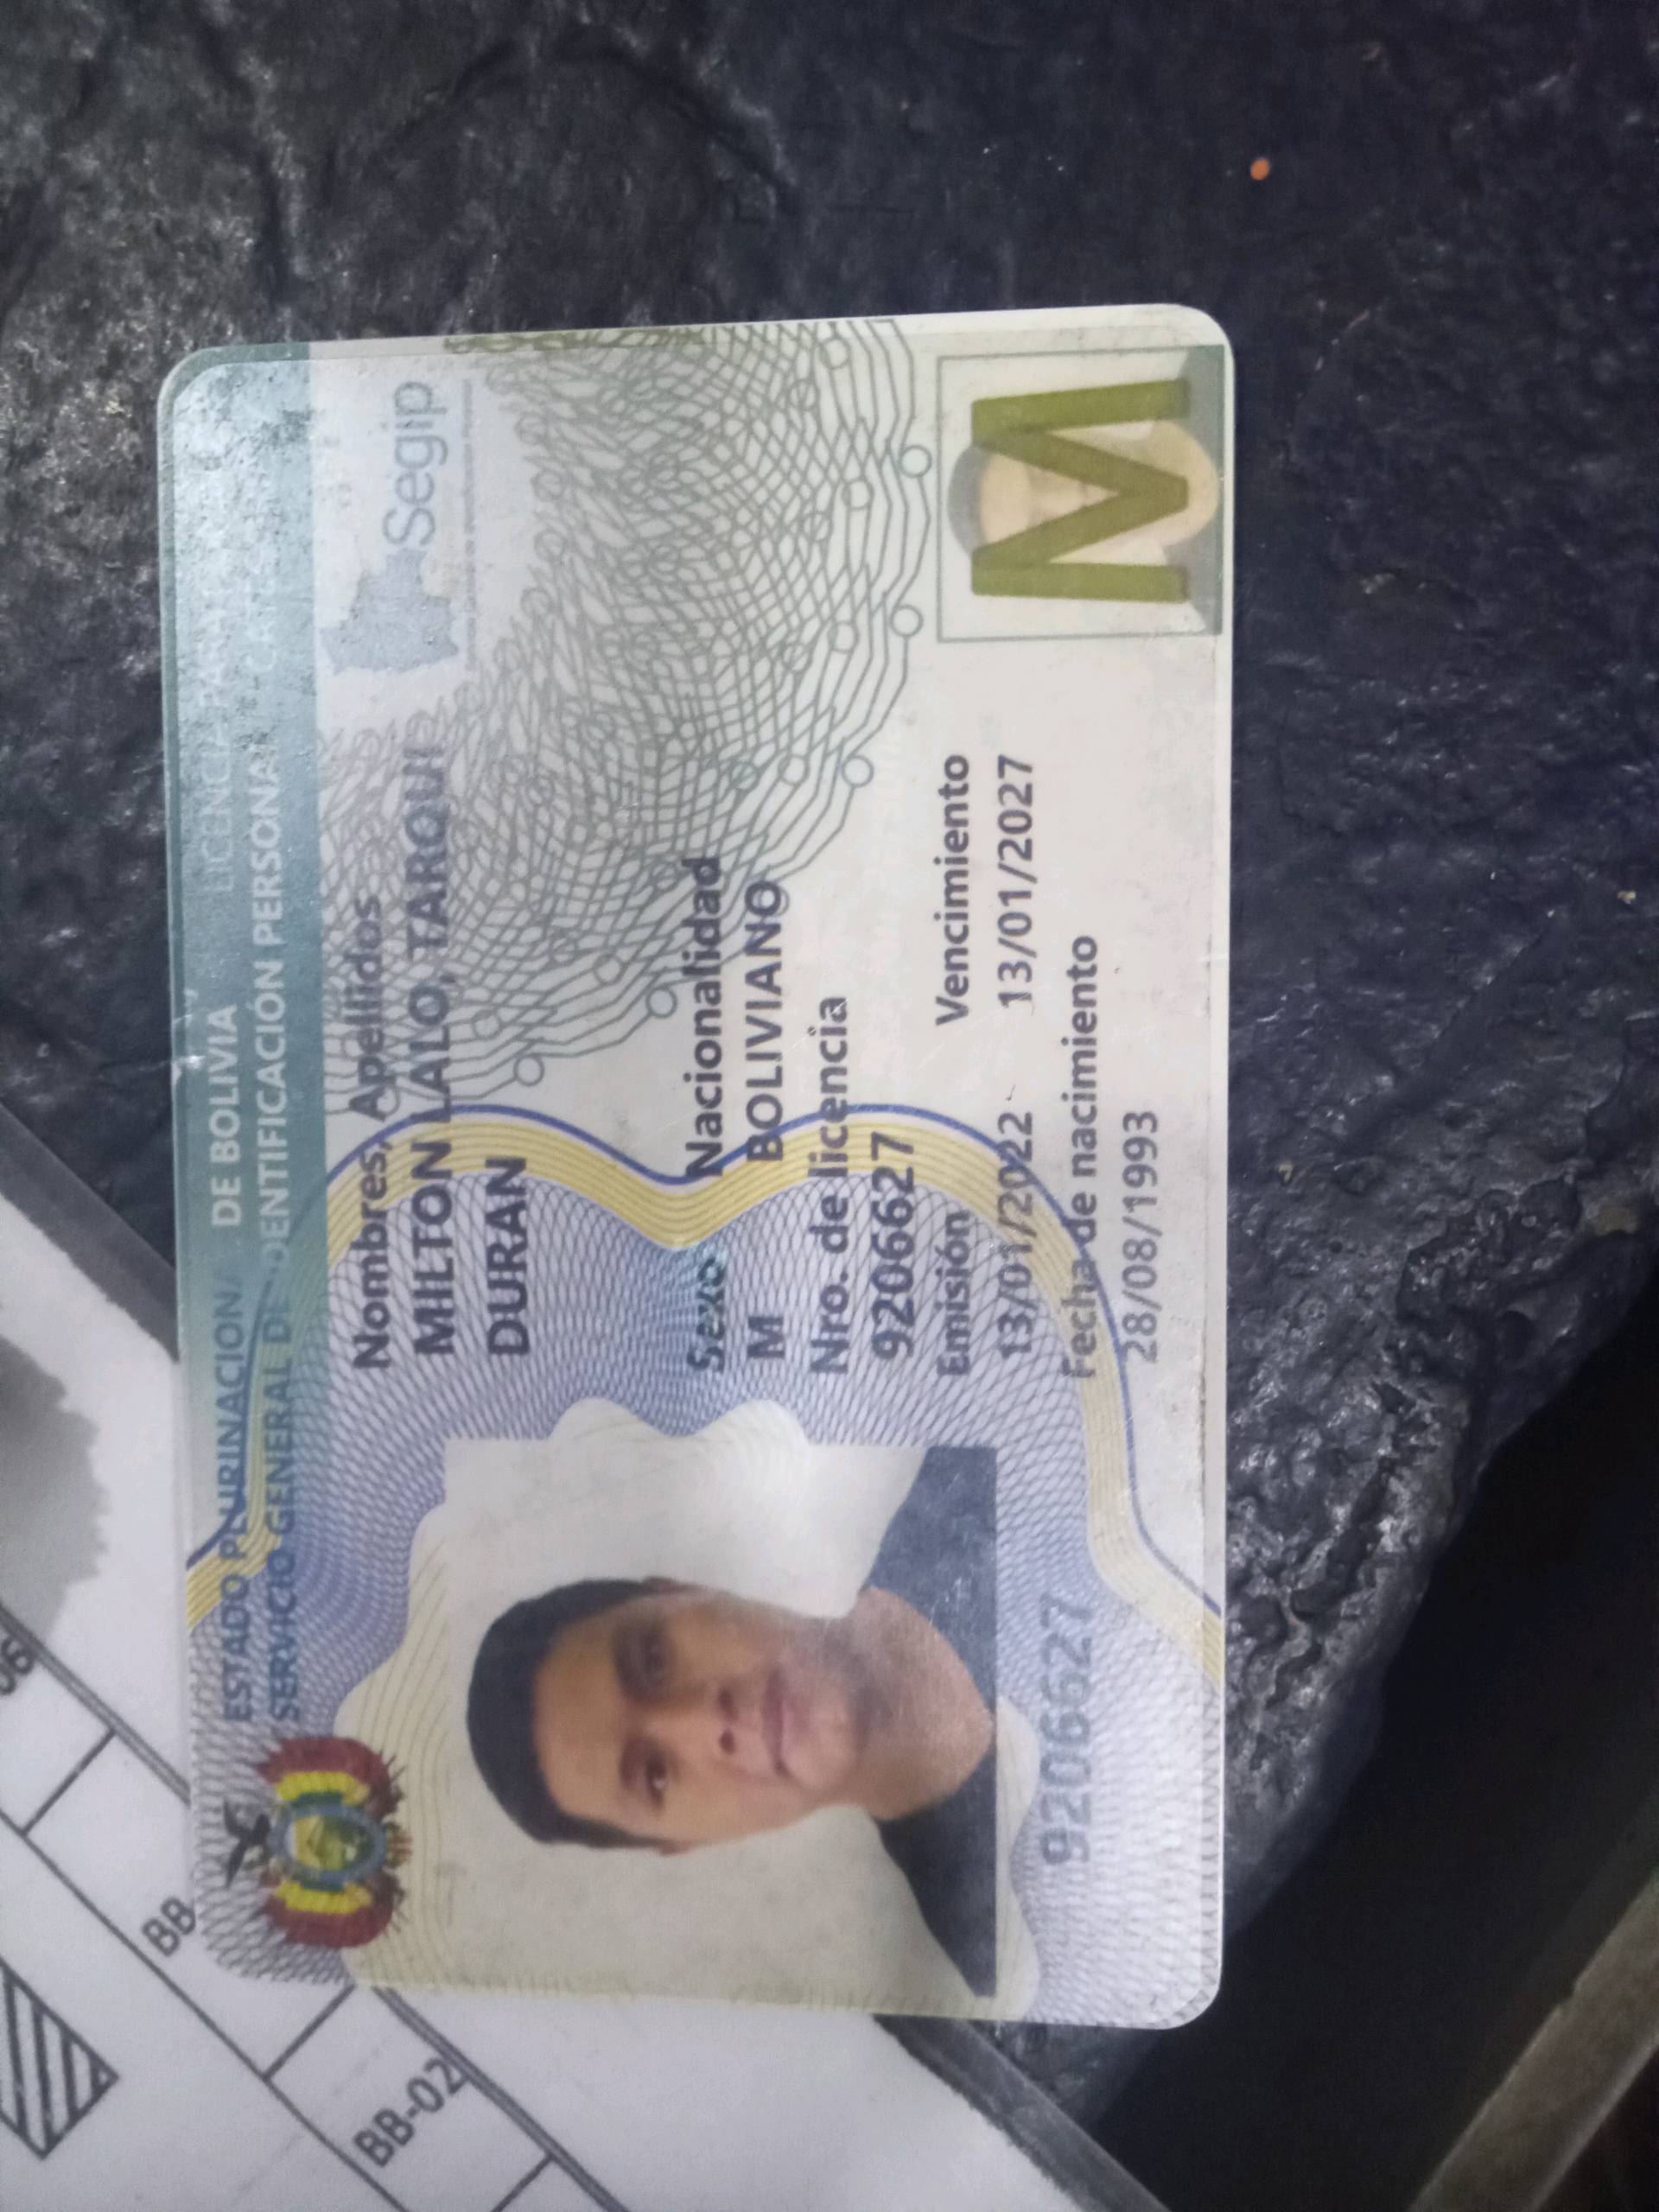 ESTADO PLURINACIONAL DE BOLIVIA
SERVICIO GENERAL DE IDENTIFICACIÓN PERSONAL
LICENCIA PARA
Segip
Nombres, Apellidos
MILTON LALO, TARQUI
DURAN
Sexo Nacionalidad
M BOLIVIANO
Nro. de licencia
9206627
Emisión Vencimiento
13/01/2022 13/01/2027
Fecha de nacimiento
28/08/1993
9206627
M
06
BB
BB-02